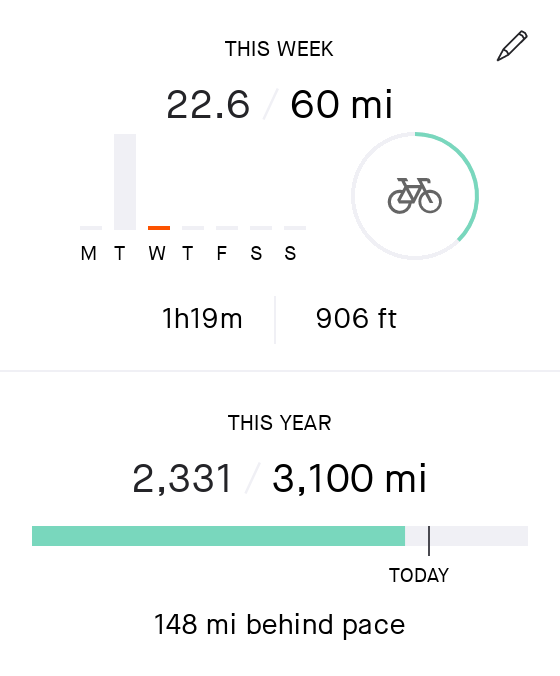 THIS WEEK
22.6 / 60 mi
M T W T F S S
1h19m 906 ft
THIS YEAR
2,331 / 3,100 mi
TODAY
148 mi behind pace